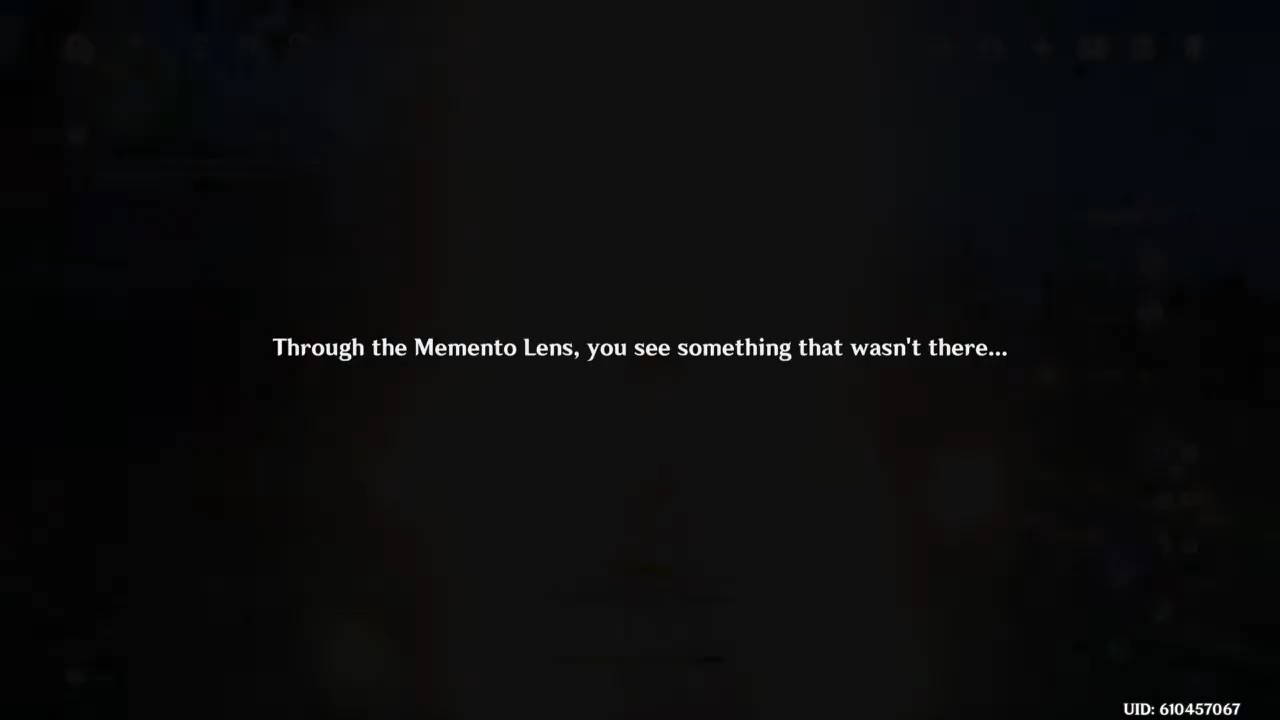 Through the Memento Lens, you see something that wasn't there...
UID: 610457067